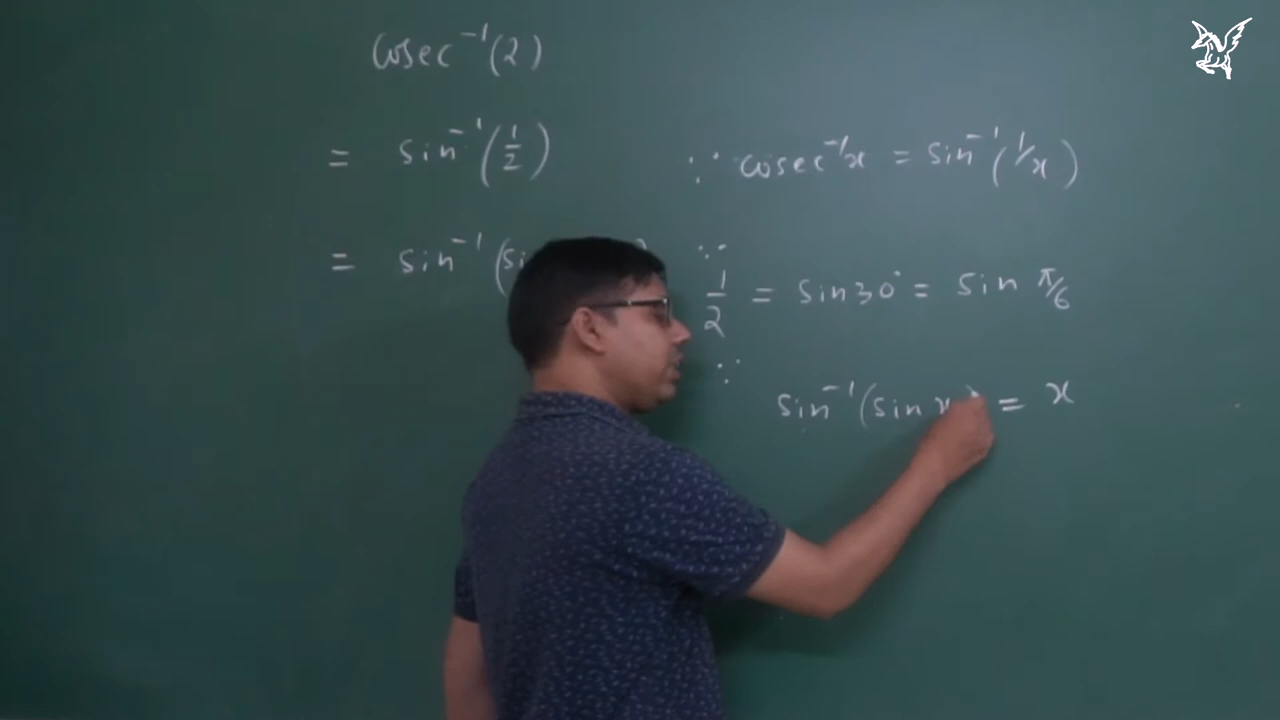 cosec⁻¹(2)
= sin⁻¹(1/2) ∵ cosec⁻¹x = sin⁻¹(1/x)
= sin⁻¹(si
∵ 1/2 = sin30° = sin π/6
∵ sin⁻¹(sin x) = x